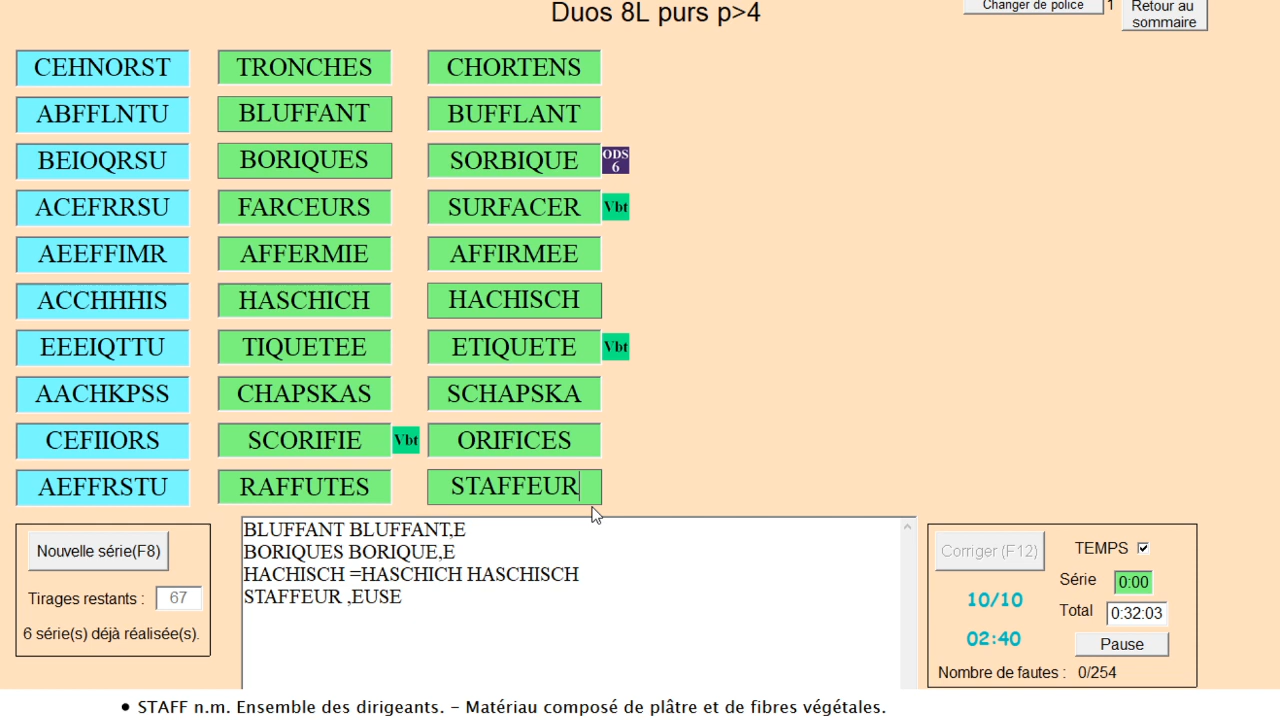 Duos 8L purs p>4
Changer de police 1 Retour au sommaire
CEHNORST TRONCHES CHORTENS
ABFFLNTU BLUFFANT BUFFLANT
BEIOQRSU BORIQUES SORBIQUE ODS 6
ACEFRRSU FARCEURS SURFACER Vbt
AEEFFIMR AFFERMIE AFFIRMEE
ACCHHHIS HASCHICH HACHISCH
EEEIQTTU TIQUETEE ETIQUETE Vbt
AACHKPSS CHAPSKAS SCHAPSKA
CEFIIORS SCORIFIE Vbt ORIFICES
AEFFRSTU RAFFUTES STAFFEUR
Nouvelle série(F8)
Tirages restants : 67
6 série(s) déjà réalisée(s).
BLUFFANT BLUFFANT,E
BORIQUES BORIQUE,E
HACHISCH =HASCHICH HASCHISCH
STAFFEUR ,EUSE
Corriger (F12) TEMPS
Série 0:00
10/10 Total 0:32:03
02:40 Pause
Nombre de fautes : 0/254
• STAFF n.m. Ensemble des dirigeants. – Matériau composé de plâtre et de fibres végétales.